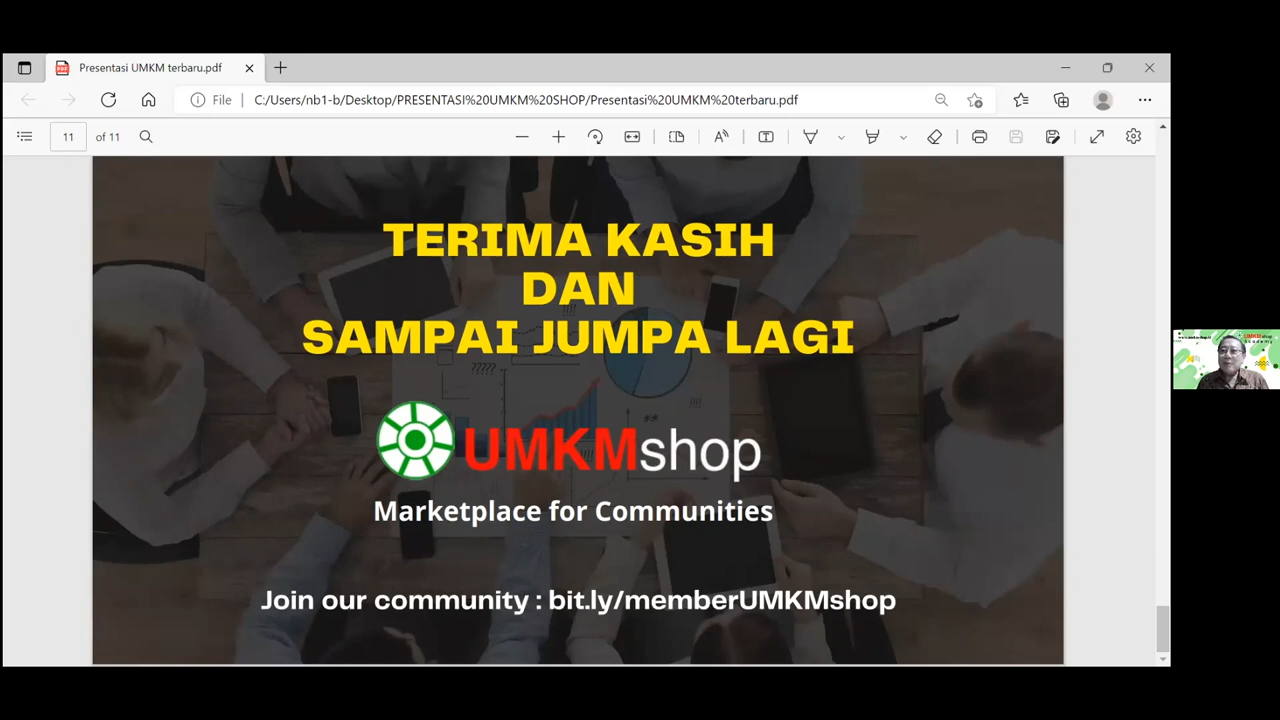 Presentasi UMKM terbaru.pdf
File
C:/Users/nb1-b/Desktop/PRESENTASI%20UMKM%20SHOP/Presentasi%20UMKM%20terbaru.pdf
11 of 11
TERIMA KASIH
DAN
SAMPAI JUMPA LAGI
?????
UMKMshop
Marketplace for Communities
Join our community : bit.ly/memberUMKMshop
UMKMshop